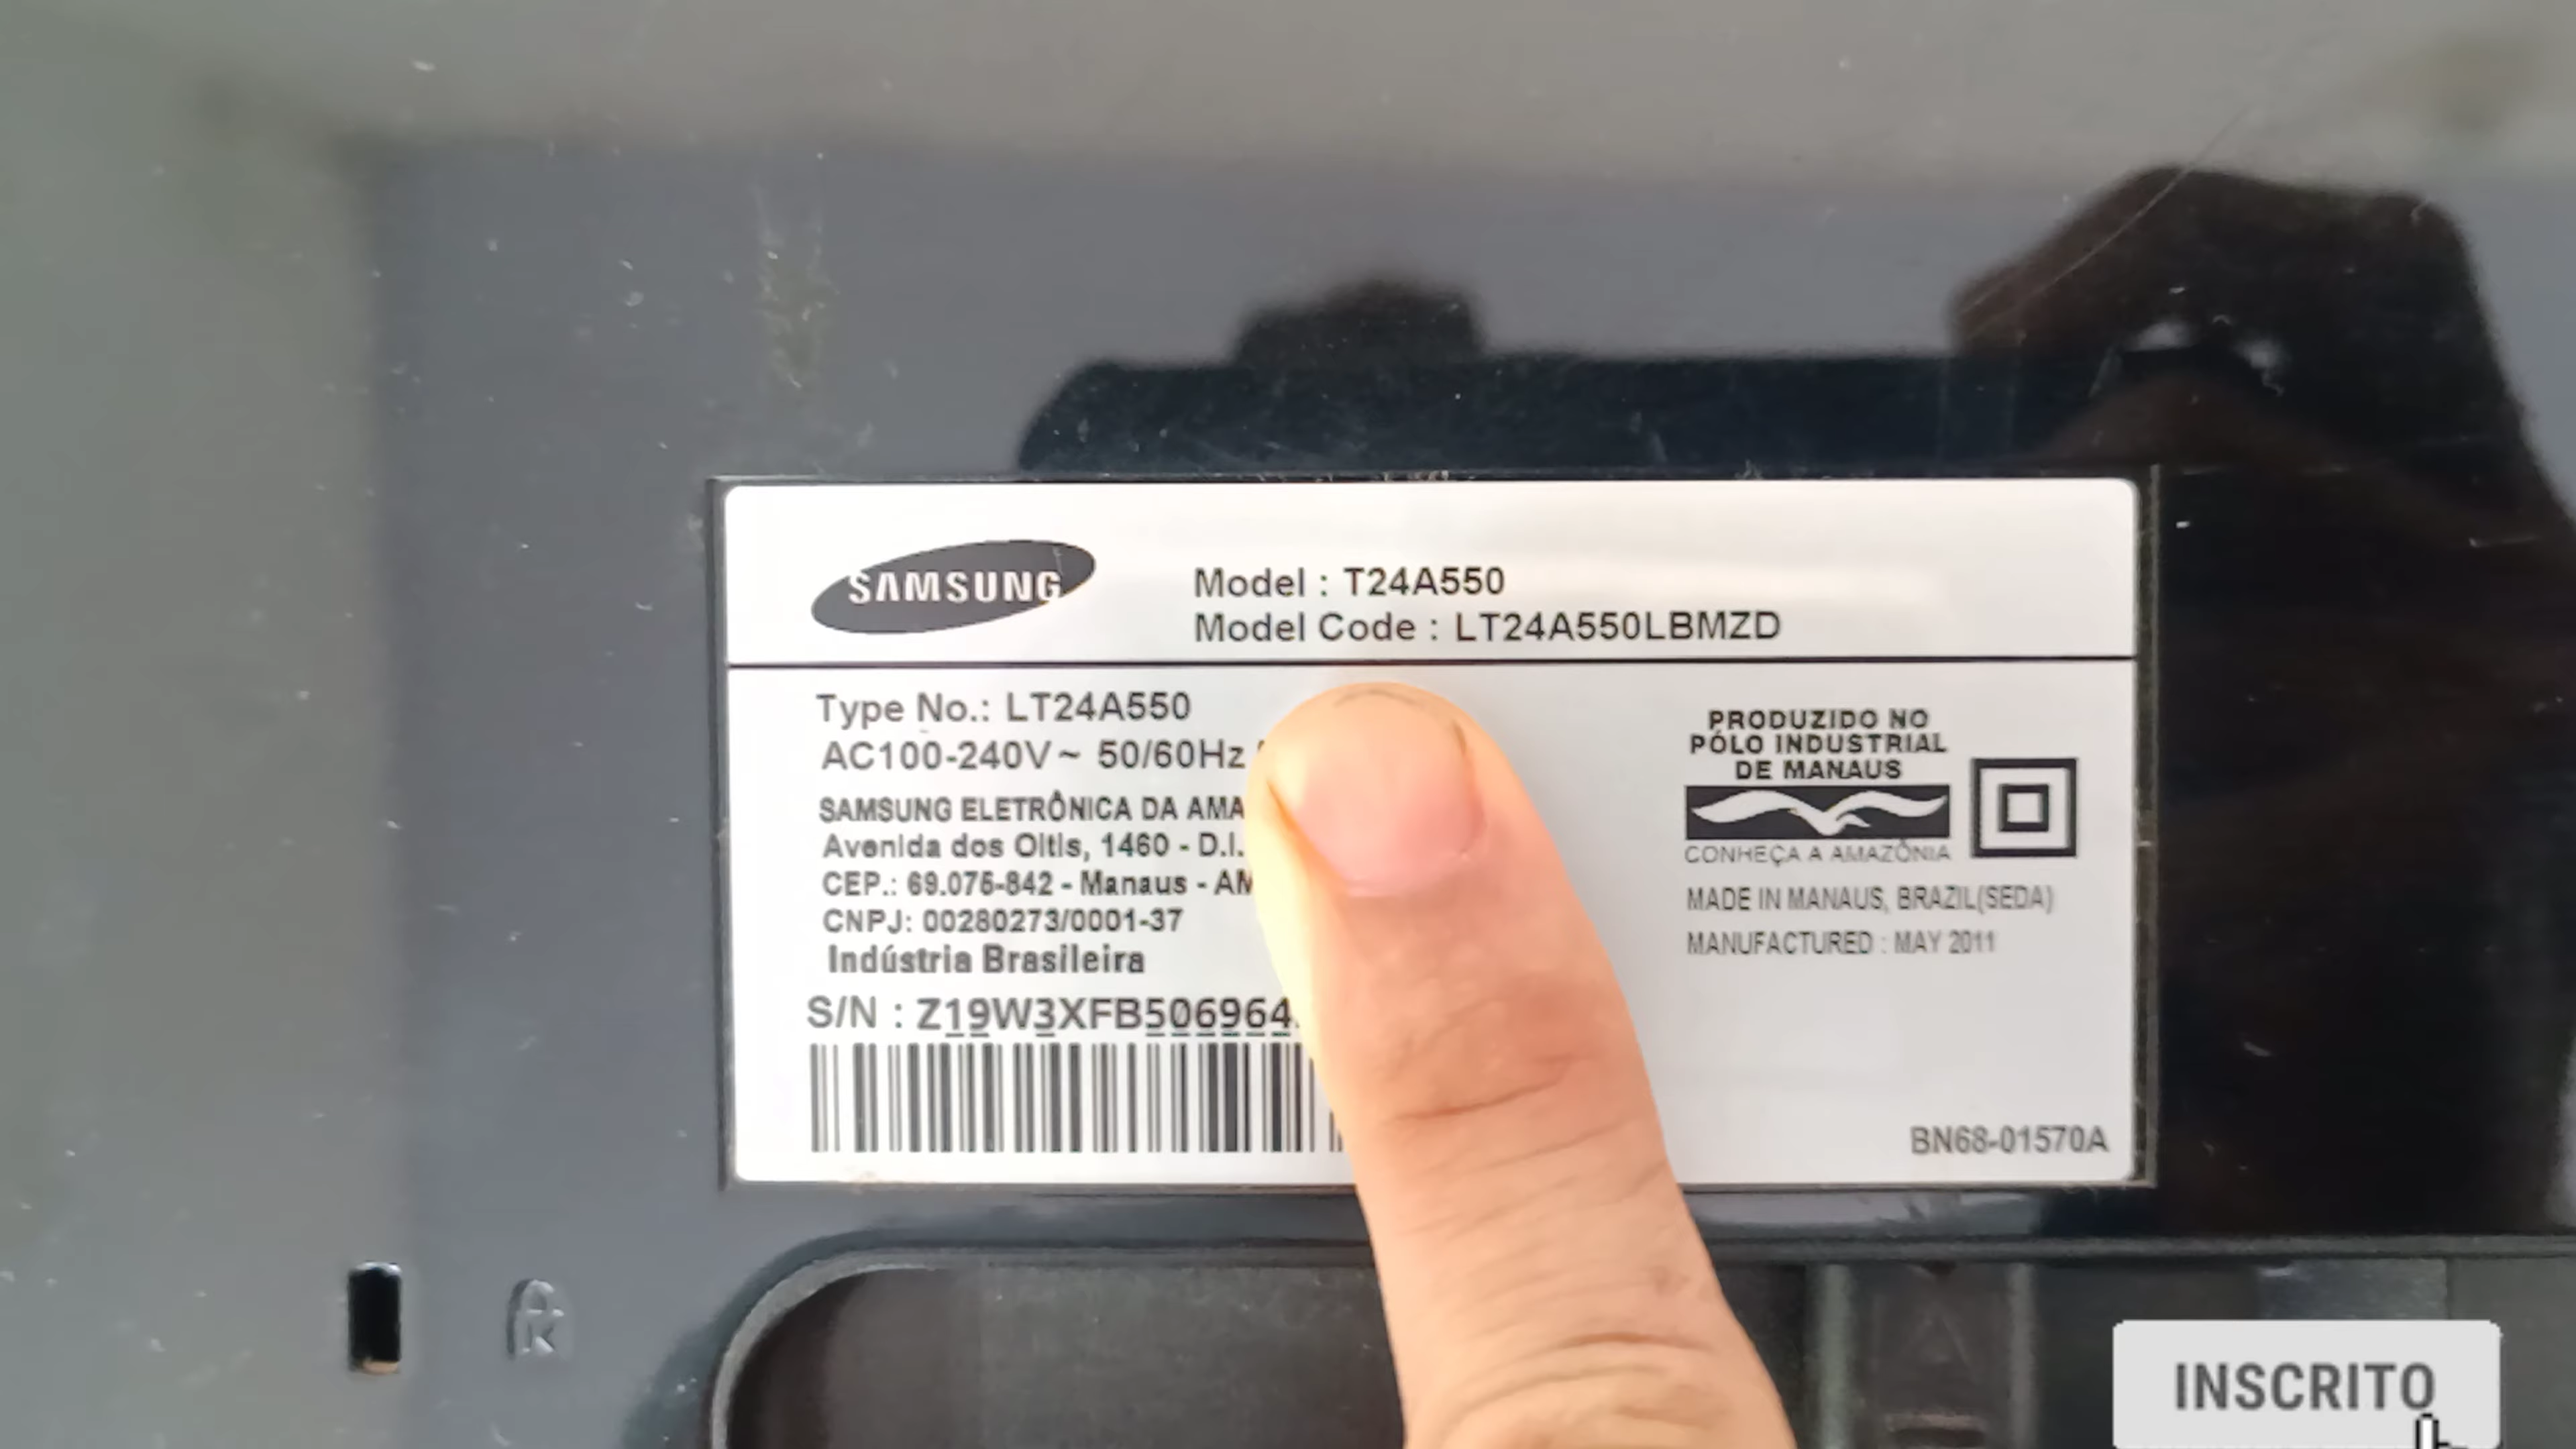 SAMSUNG
Model : T24A550
Model Code : LT24A550LBMZD
Type No.: LT24A550
AC100-240V~ 50/60Hz
SAMSUNG ELETRÔNICA DA AMA
Avenida dos Oitis, 1460 - D.I.
CEP.: 69.075-842 - Manaus - AM
CNPJ: 00280273/0001-37
Indústria Brasileira
S/N : Z19W3XFB506964
PRODUZIDO NO
PÓLO INDUSTRIAL
DE MANAUS
CONHEÇA A AMAZÔNIA
MADE IN MANAUS, BRAZIL(SEDA)
MANUFACTURED : MAY 2011
BN68-01570A
K
INSCRITO